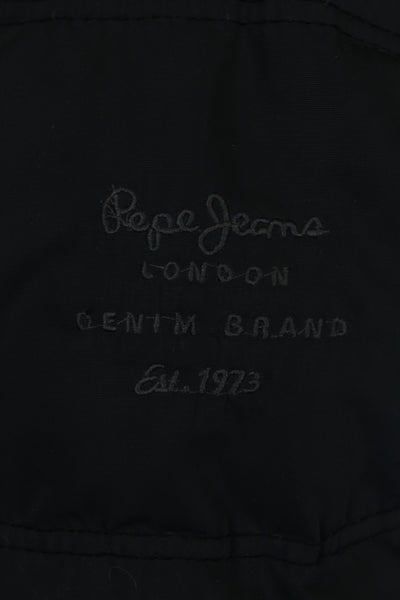 Pepe Jeans
LONDON
DENIM BRAND
Est. 1973